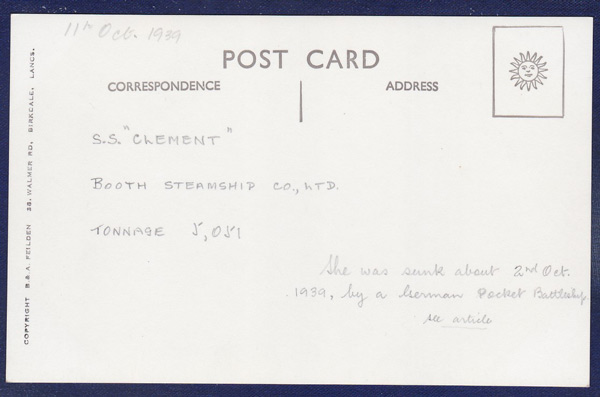 11th Oct. 1939
POST CARD
CORRESPONDENCE
ADDRESS
S.S. "CLEMENT"
BOOTH STEAMSHIP CO., LTD.
TONNAGE 5,051
She was sunk about 2nd Oct.
1939, by a German Pocket Battleship
see article
COPYRIGHT B.& A. FEILDEN 38. WALMER RD. BIRKDALE. LANCS.